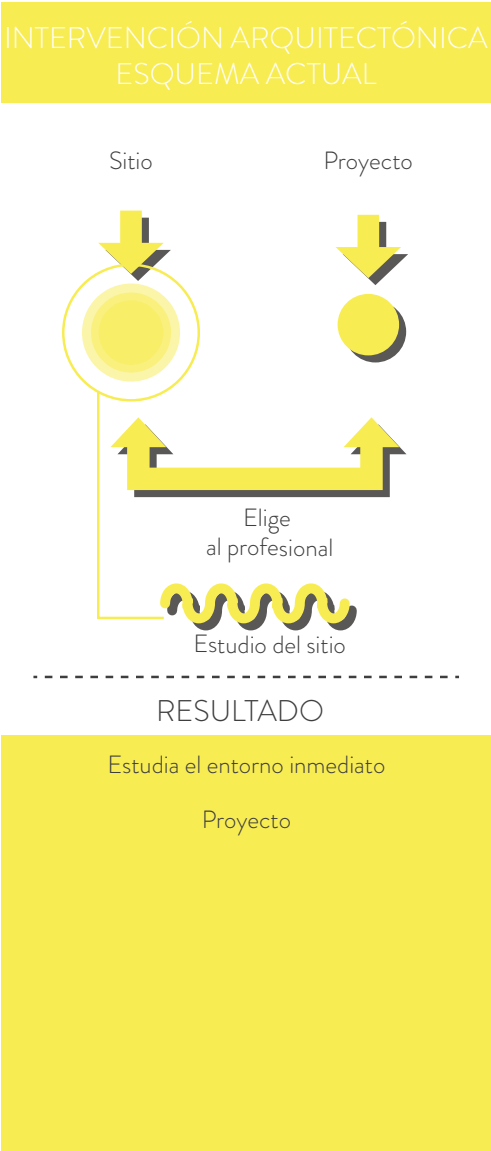 INTERVENCIÓN ARQUITECTÓNICA
ESQUEMA ACTUAL
Sitio
Proyecto
Elige
al profesional
Estudio del sitio
RESULTADO
Estudia el entorno inmediato
Proyecto